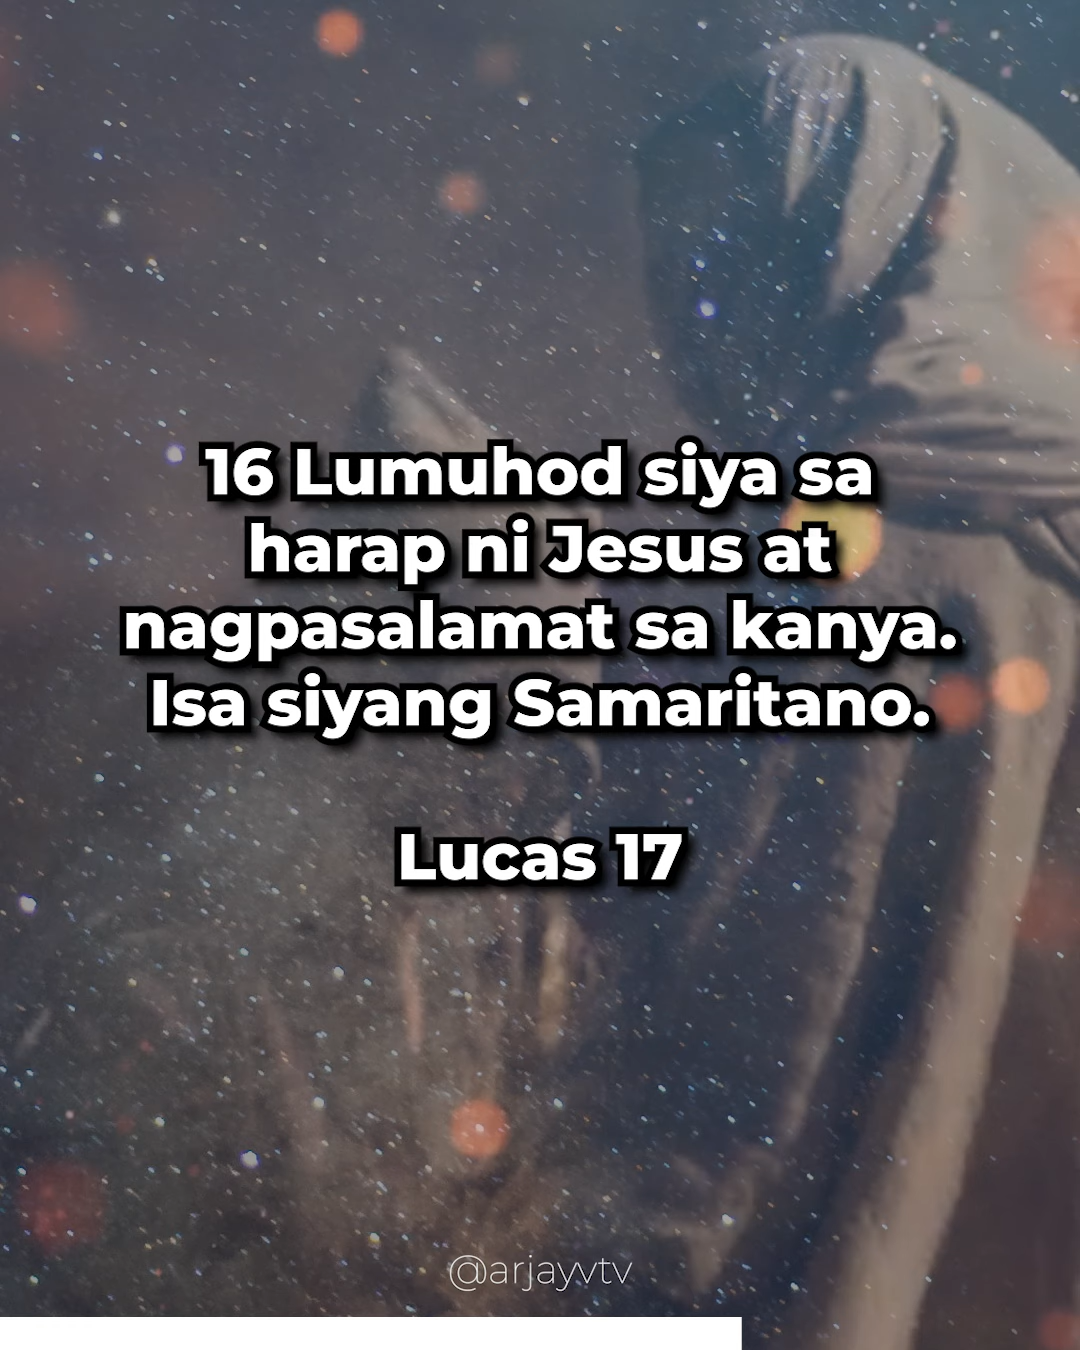 16 Lumuhod siya sa
harap ni Jesus at
nagpasalamat sa kanya.
Isa siyang Samaritano.
Lucas 17
@arjayvtv